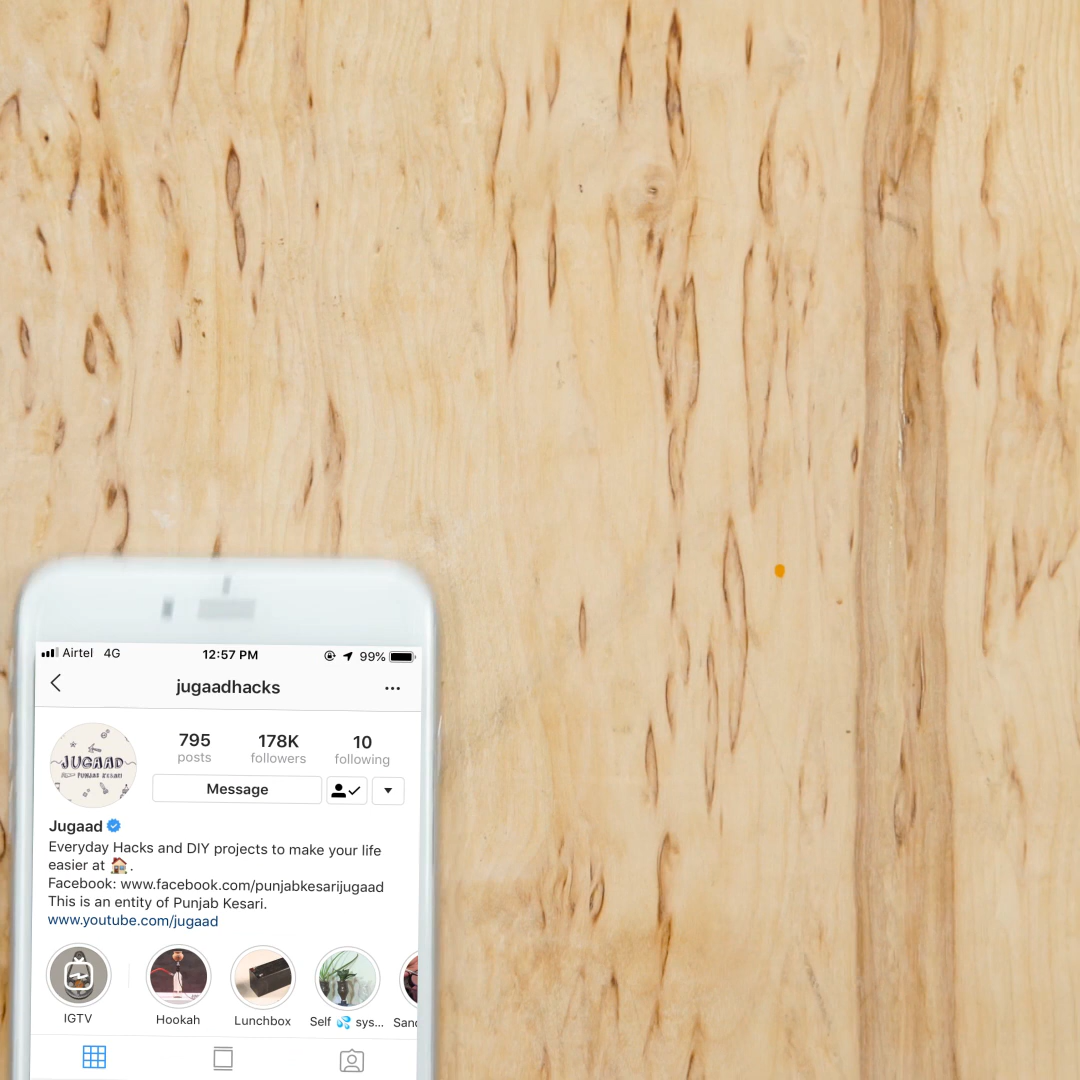 Airtel 4G 12:57 PM 99%
jugaadhacks
795 178K 10
posts followers following
JUGAAD
PUNJAB KESARI
Message
Jugaad
Everyday Hacks and DIY projects to make your life
easier at 🏠.
Facebook: www.facebook.com/punjabkesarijugaad
This is an entity of Punjab Kesari.
www.youtube.com/jugaad
IGTV Hookah Lunchbox Self 💦 sys... Sanc